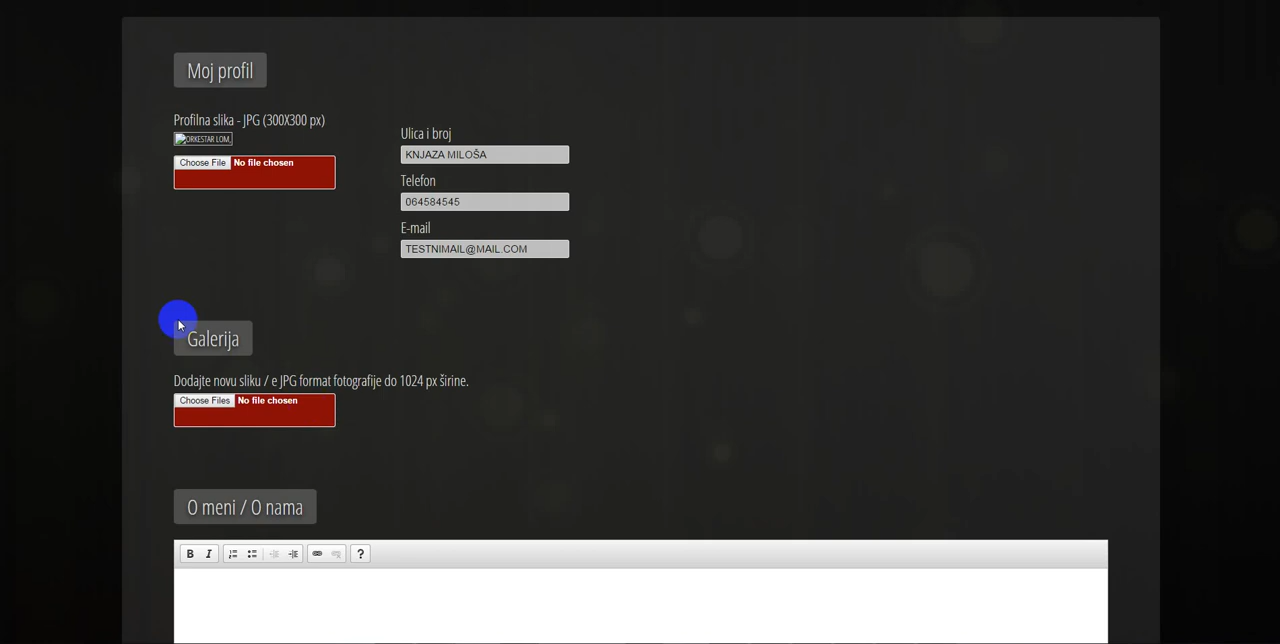 Moj profil
Profilna slika - JPG (300X300 px)
ORKESTAR LOM,
Choose File No file chosen
Ulica i broj
KNJAZA MILOŠA
Telefon
064584545
E-mail
TESTNIMAIL@MAIL.COM
Galerija
Dodajte novu sliku / e JPG format fotografije do 1024 px širine.
Choose Files No file chosen
O meni / O nama
B I ?